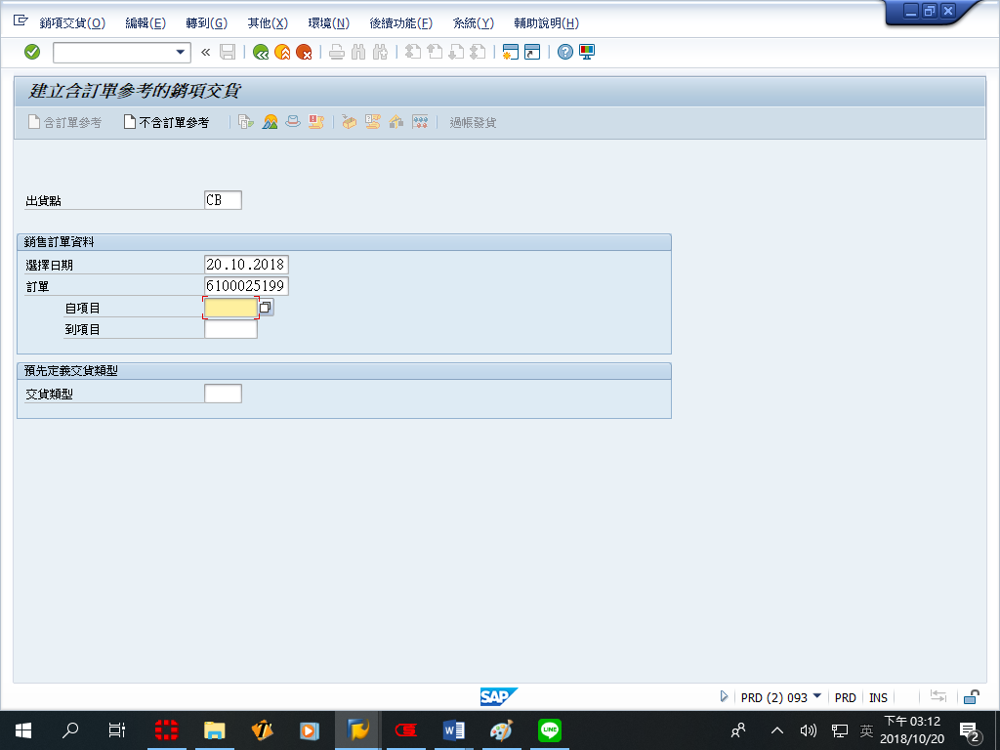 銷項交貨(O) 編輯(E) 轉到(G) 其他(X) 環境(N) 後續功能(F) 系統(Y) 輔助說明(H)
建立含訂單參考的銷項交貨
含訂單參考 不含訂單參考 過帳發貨
出貨點 CB
銷售訂單資料
選擇日期 20.10.2018
訂單 6100025199
自項目
到項目
預先定義交貨類型
交貨類型
SAP PRD (2) 093 PRD INS
W LINE 英 下午 03:12
2018/10/20 2